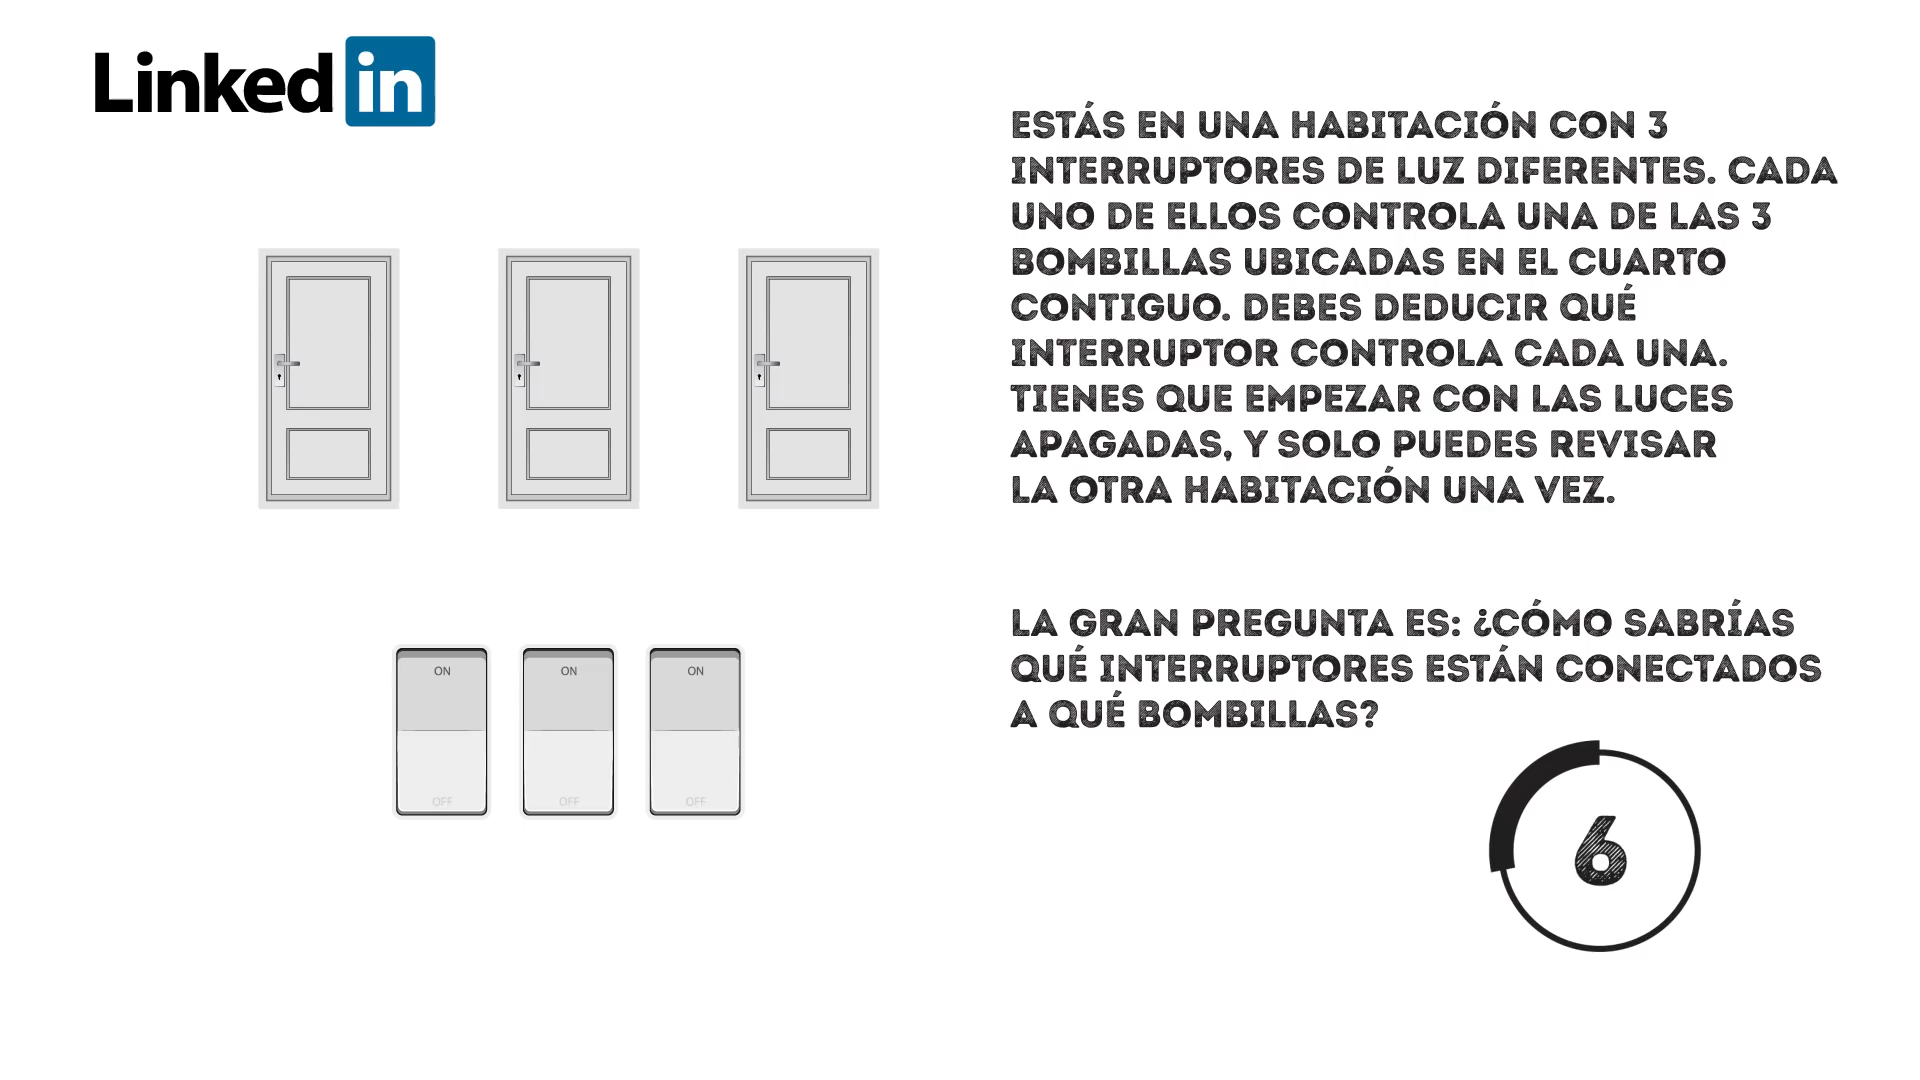 Linked in
ESTÁS EN UNA HABITACIÓN CON 3
INTERRUPTORES DE LUZ DIFERENTES. CADA
UNO DE ELLOS CONTROLA UNA DE LAS 3
BOMBILLAS UBICADAS EN EL CUARTO
CONTIGUO. DEBES DEDUCIR QUÉ
INTERRUPTOR CONTROLA CADA UNA.
TIENES QUE EMPEZAR CON LAS LUCES
APAGADAS, Y SOLO PUEDES REVISAR
LA OTRA HABITACIÓN UNA VEZ.
LA GRAN PREGUNTA ES: ¿CÓMO SABRÍAS
QUÉ INTERRUPTORES ESTÁN CONECTADOS
A QUÉ BOMBILLAS?
ON ON ON
OFF OFF OFF
6